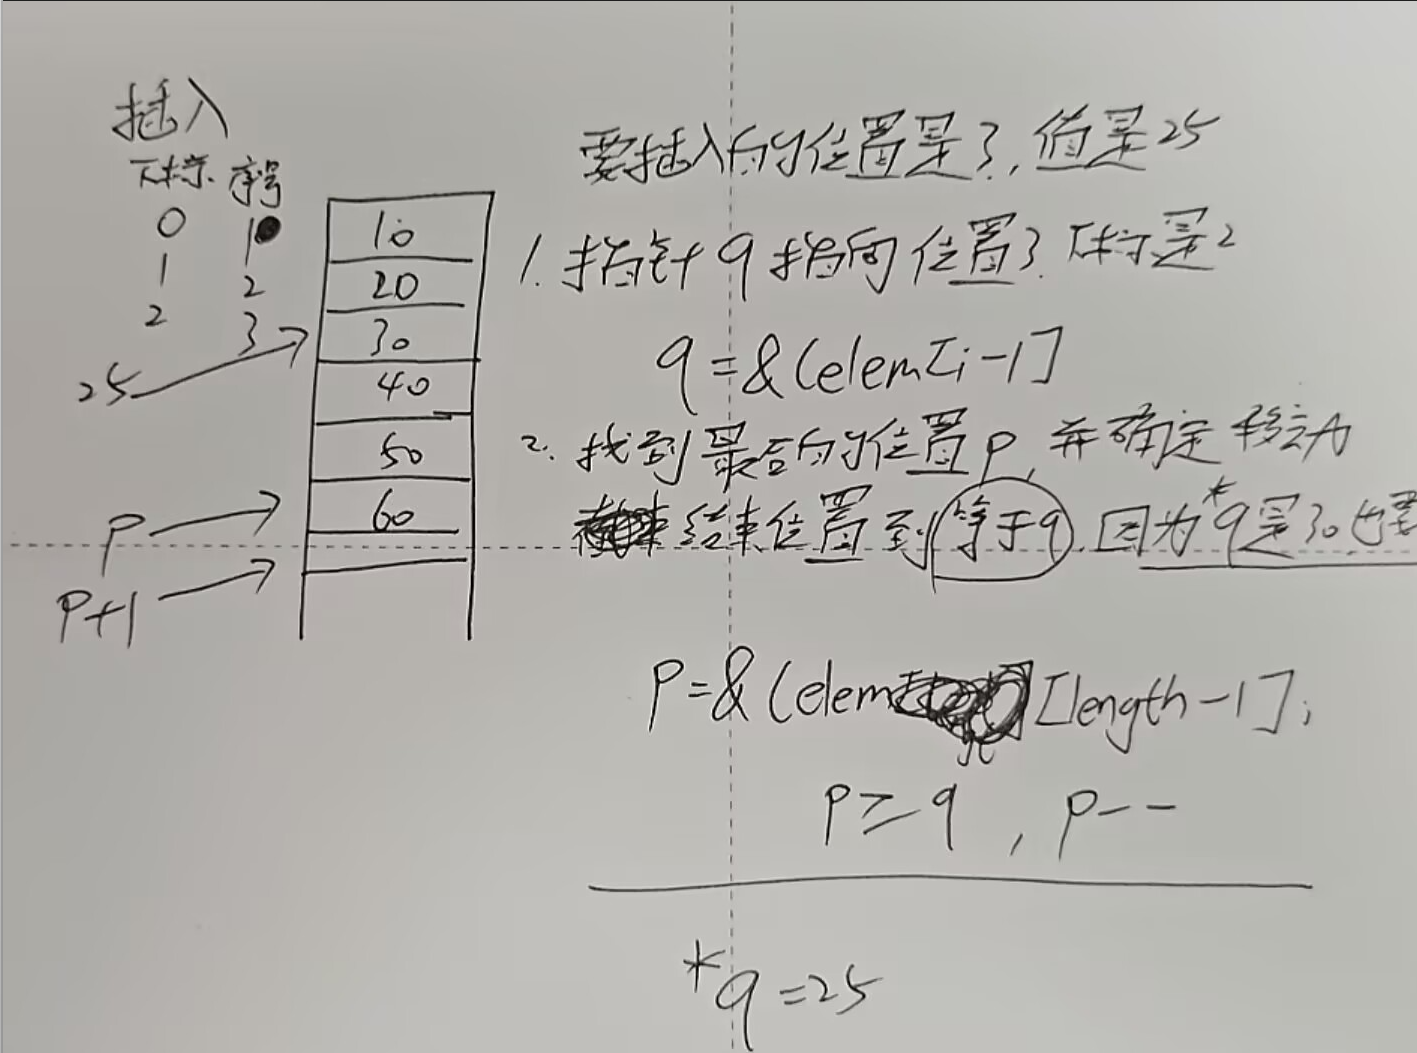 插入
下标 序号
0 1
1 2
2 3
25
10
20
30
40
50
60
p
p+1
要插入的位置是3,值是25
1. 指针q指向位置3.下标是2
q=&(elem[i-1]
2. 找到最后的位置p,并确定移动
结束位置到等于q.因为*q是30也要
p=&(elem[length-1];
p≥q,p--
*q=25